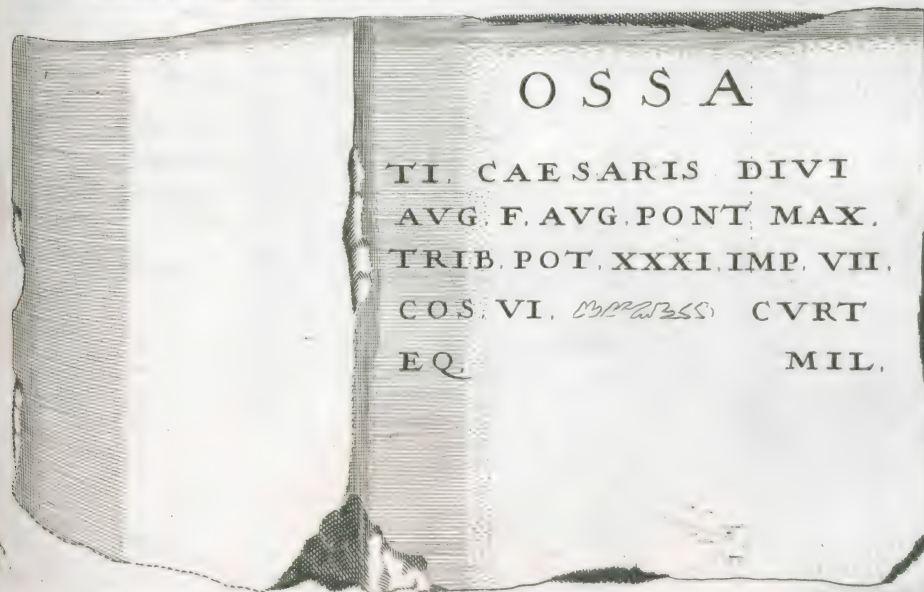 OSSA
TI. CAESARIS DIVI
AVG. F. AVG. PONT MAX.
TRIB. POT. XXXI. IMP. VII.
COS. VI. CVRT
EQ. MIL.